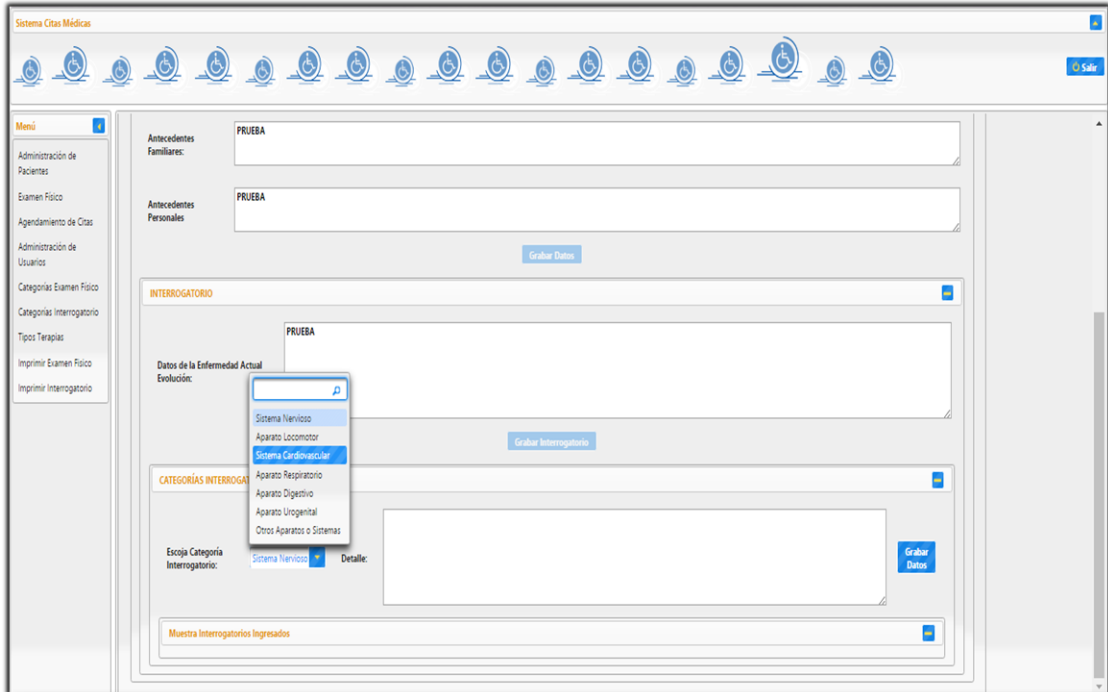 Sistema Citas Médicas
Salir
Menú
Administración de
Pacientes
Examen Físico
Agendamiento de Citas
Administración de
Usuarios
Categorías Examen Físico
Categorías Interrogatorio
Tipos Terapias
Imprimir Examen Físico
Imprimir Interrogatorio
Antecedentes
Familiares:
PRUEBA
Antecedentes
Personales
PRUEBA
Grabar Datos
INTERROGATORIO
Datos de la Enfermedad Actual
Evolución:
PRUEBA
Grabar Interrogatorio
Sistema Nervioso
Aparato Locomotor
Sistema Cardiovascular
Aparato Respiratorio
Aparato Digestivo
Aparato Urogenital
Otros Aparatos o Sistemas
CATEGORÍAS INTERROGAT
Escoja Categoría
Interrogatorio:
Sistema Nervioso
Detalle:
Grabar
Datos
Muestra Interrogatorios Ingresados